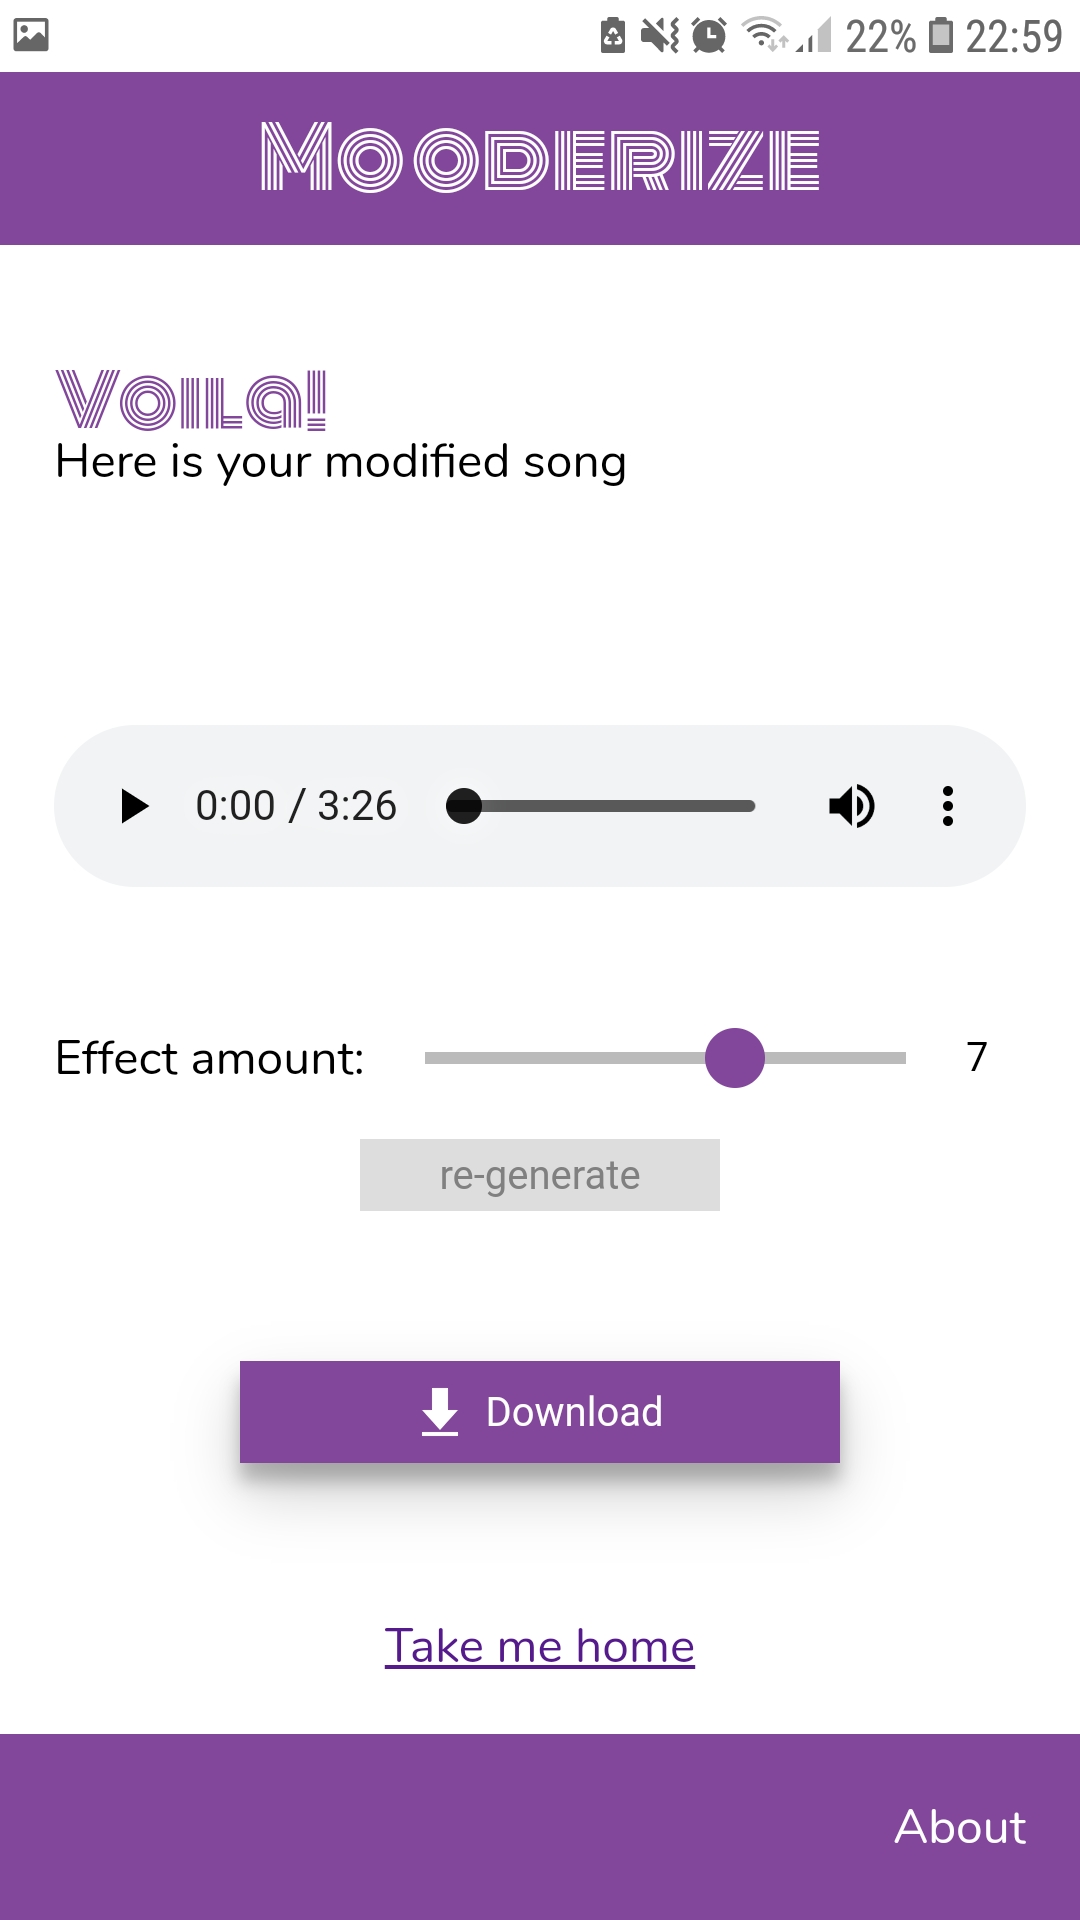 22% 22:59
Mooderize
Voila!
Here is your modified song
0:00 / 3:26
Effect amount: 7
re-generate
Download
Take me home
About